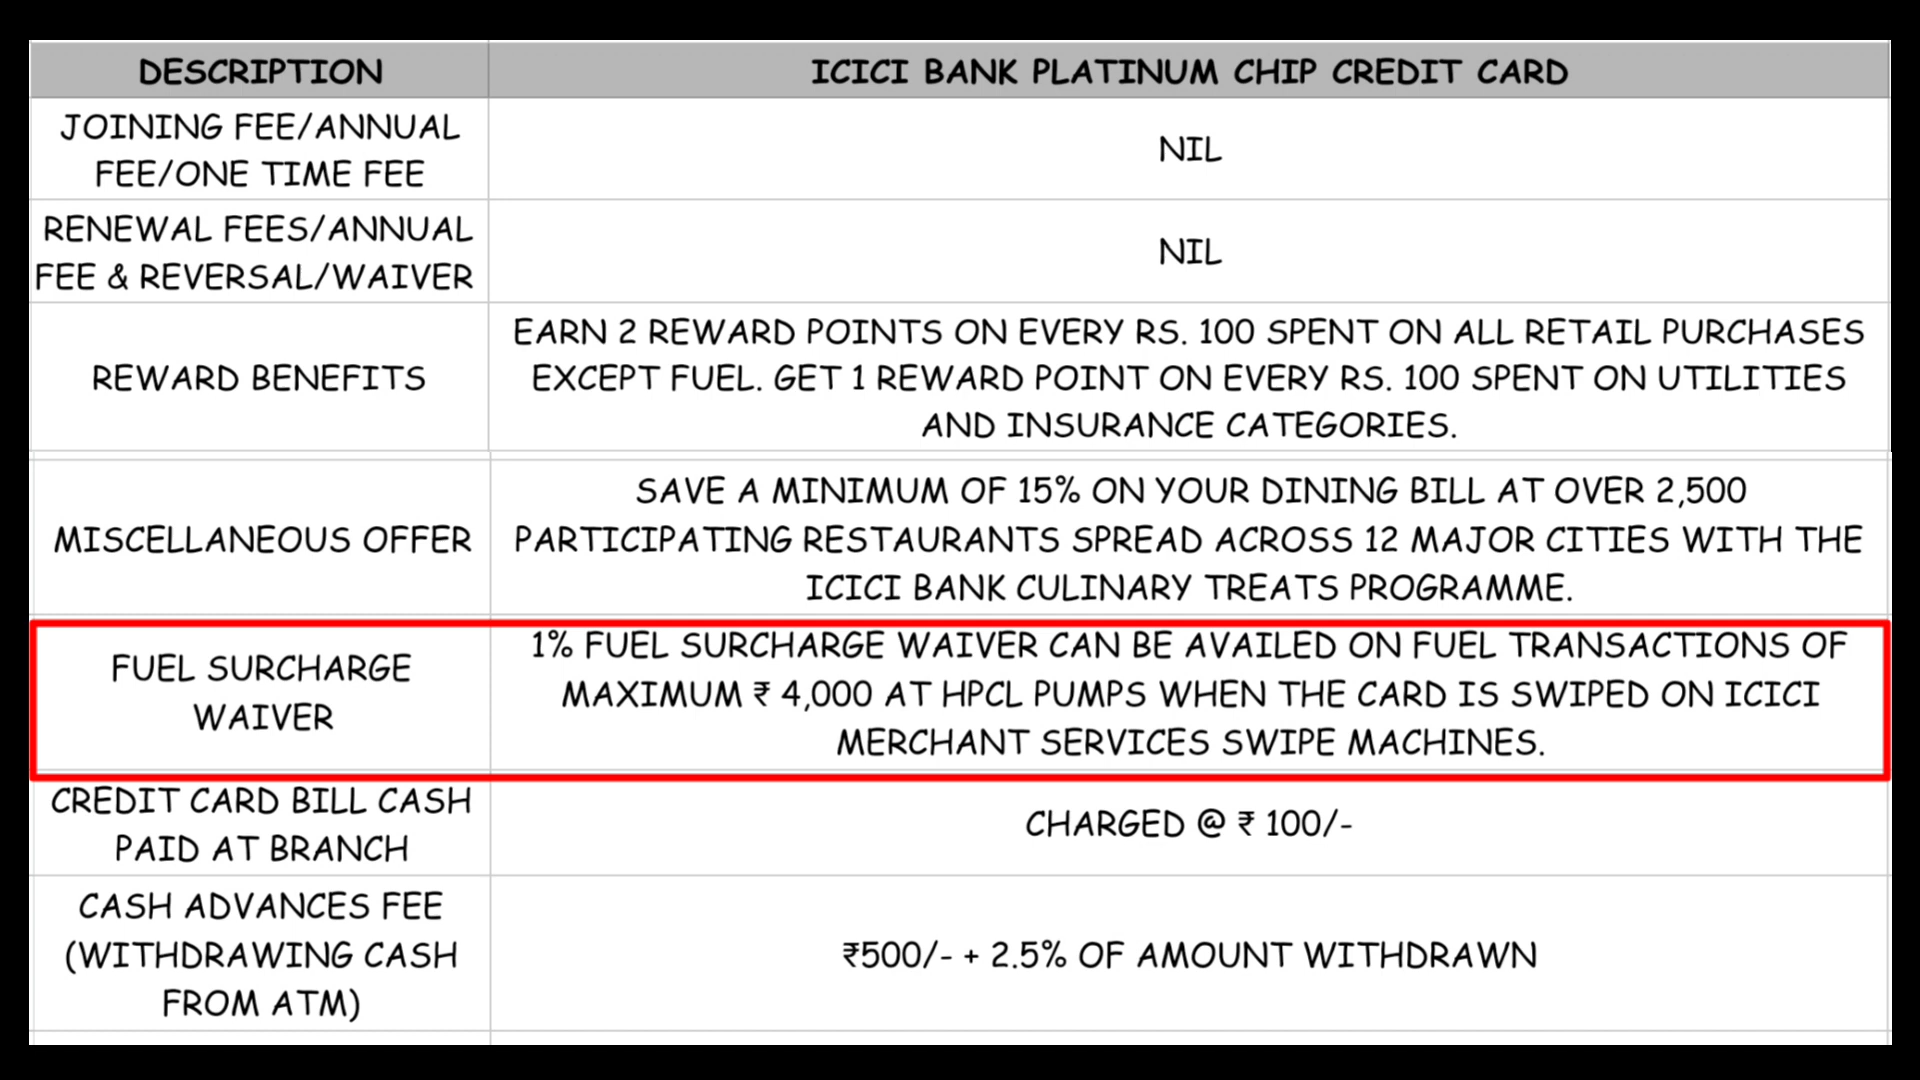 DESCRIPTION
ICICI BANK PLATINUM CHIP CREDIT CARD
JOINING FEE/ANNUAL
FEE/ONE TIME FEE
NIL
RENEWAL FEES/ANNUAL
FEE & REVERSAL/WAIVER
NIL
REWARD BENEFITS
EARN 2 REWARD POINTS ON EVERY RS. 100 SPENT ON ALL RETAIL PURCHASES
EXCEPT FUEL. GET 1 REWARD POINT ON EVERY RS. 100 SPENT ON UTILITIES
AND INSURANCE CATEGORIES.
MISCELLANEOUS OFFER
SAVE A MINIMUM OF 15% ON YOUR DINING BILL AT OVER 2,500
PARTICIPATING RESTAURANTS SPREAD ACROSS 12 MAJOR CITIES WITH THE
ICICI BANK CULINARY TREATS PROGRAMME.
FUEL SURCHARGE
WAIVER
1% FUEL SURCHARGE WAIVER CAN BE AVAILED ON FUEL TRANSACTIONS OF
MAXIMUM ₹ 4,000 AT HPCL PUMPS WHEN THE CARD IS SWIPED ON ICICI
MERCHANT SERVICES SWIPE MACHINES.
CREDIT CARD BILL CASH
PAID AT BRANCH
CHARGED @ ₹ 100/-
CASH ADVANCES FEE
(WITHDRAWING CASH
FROM ATM)
₹500/- + 2.5% OF AMOUNT WITHDRAWN